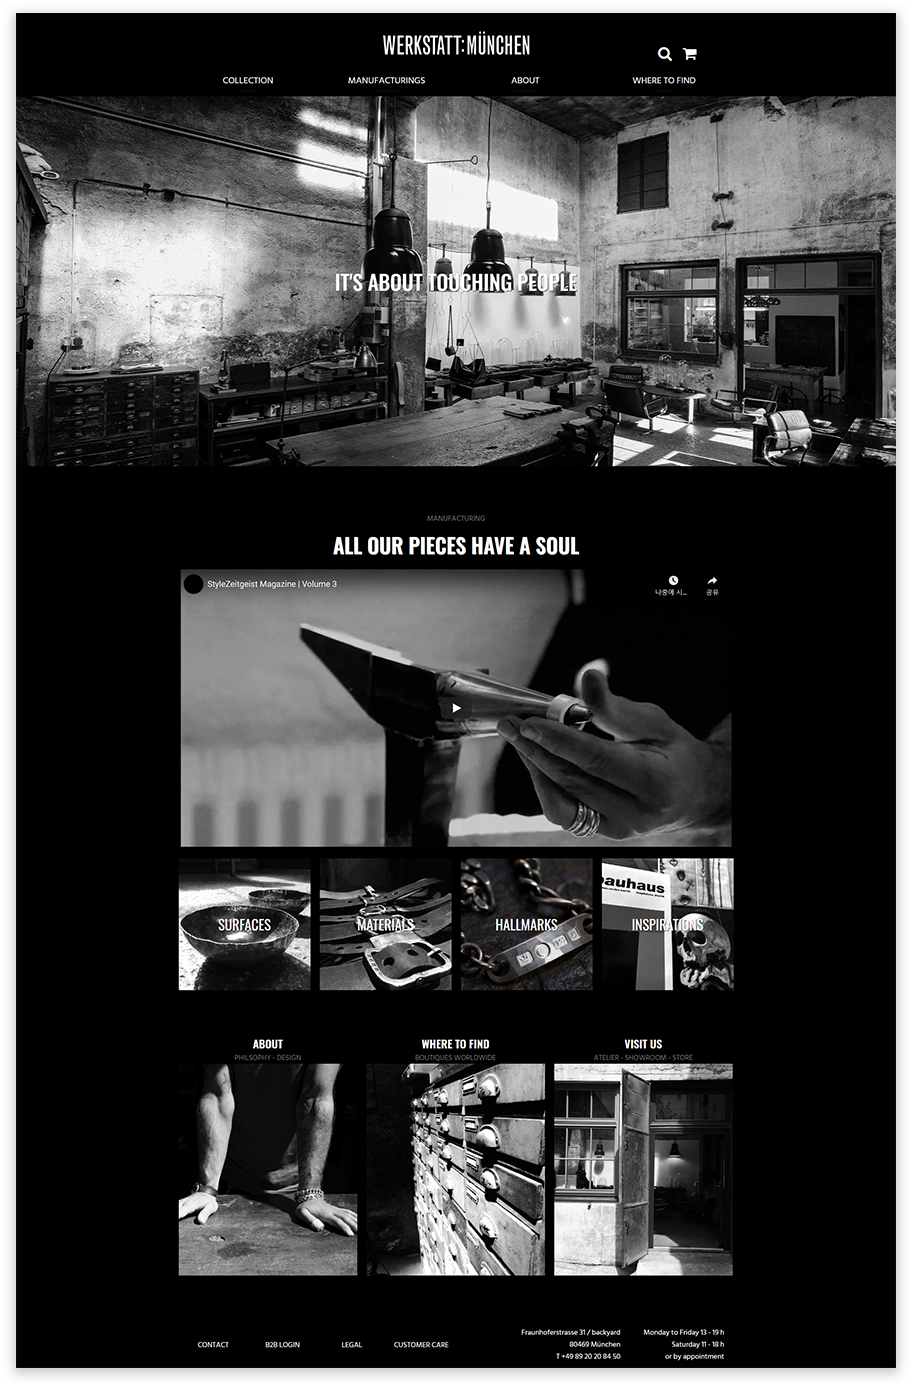 WERKSTATT:MÜNCHEN
COLLECTION
MANUFACTURINGS
ABOUT
WHERE TO FIND
IT'S ABOUT TOUCHING PEOPLE
MANUFACTURING
ALL OUR PIECES HAVE A SOUL
StyleZeitgeist Magazine | Volume 3
나중에 시...
공유
bauhaus
SURFACES
MATERIALS
HALLMARKS
INSPIRATIONS
ABOUT
PHILSOPHY - DESIGN
WHERE TO FIND
BOUTIQUES WORLDWIDE
VISIT US
ATELIER - SHOWROOM - STORE
CONTACT
B2B LOGIN
LEGAL
CUSTOMER CARE
Fraunhoferstrasse 31 / backyard
80469 München
T +49 89 20 20 84 50
Monday to Friday 13 - 19 h
Saturday 11 - 18 h
or by appointment